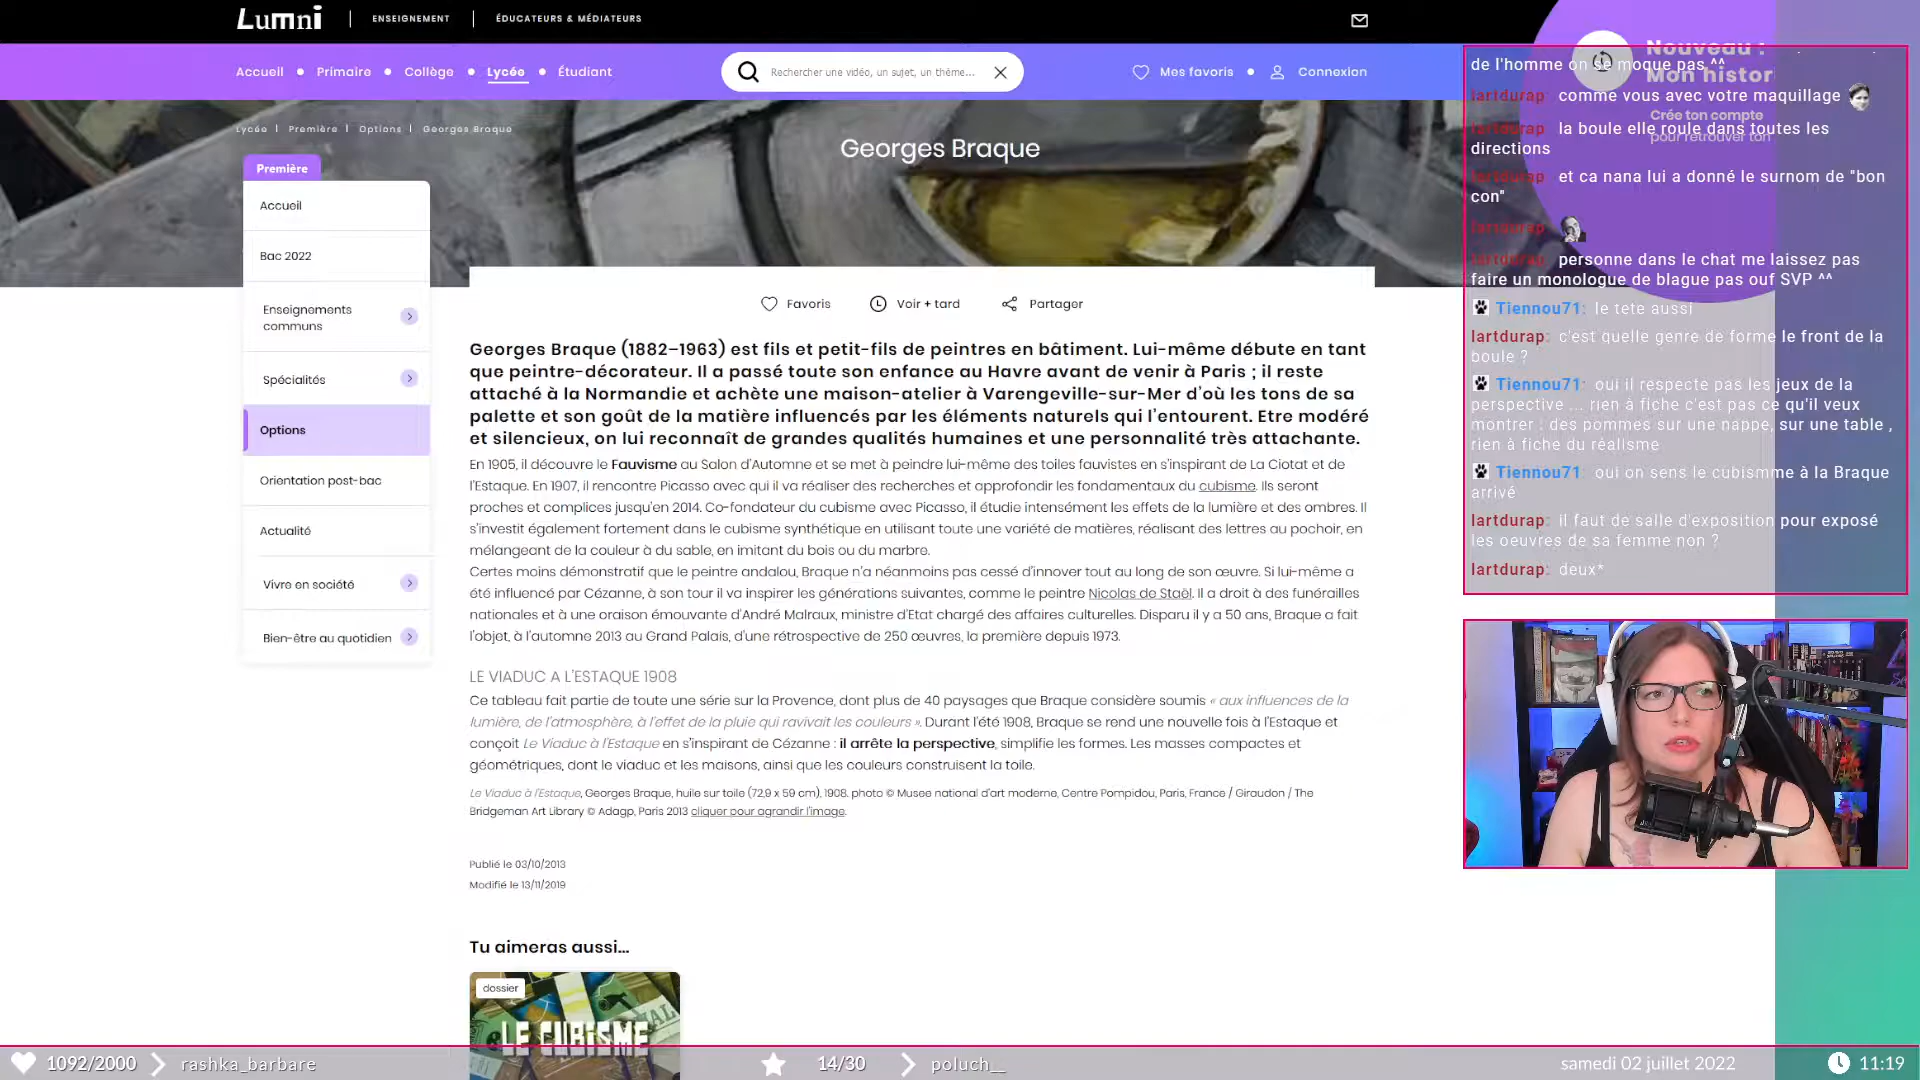 Lumni
ENSEIGNEMENT
ÉDUCATEURS & MÉDIATEURS
Accueil
Primaire
Collège
Lycée
Étudiant
Rechercher une vidéo, un sujet, un thème...
Mes favoris
Connexion
Nouveau :
Mon histor
Crée ton compte
pour retrouver ton
Lycée | Première | Options | Georges Braque
Georges Braque
Première
Accueil
Bac 2022
Enseignements
communs
Spécialités
Options
Orientation post-bac
Actualité
Vivre en société
Bien-être au quotidien
Favoris
Voir + tard
Partager
Georges Braque (1882–1963) est fils et petit-fils de peintres en bâtiment. Lui-même débute en tant
que peintre-décorateur. Il a passé toute son enfance au Havre avant de venir à Paris ; il reste
attaché à la Normandie et achète une maison-atelier à Varengeville-sur-Mer d'où les tons de sa
palette et son goût de la matière influencés par les éléments naturels qui l'entourent. Etre modéré
et silencieux, on lui reconnaît de grandes qualités humaines et une personnalité très attachante.
En 1905, il découvre le Fauvisme au Salon d'Automne et se met à peindre lui-même des toiles fauvistes en s'inspirant de La Ciotat et de
l'Estaque. En 1907, il rencontre Picasso avec qui il va réaliser des recherches et approfondir les fondamentaux du cubisme. Ils seront
proches et complices jusqu'en 2014. Co-fondateur du cubisme avec Picasso, il étudie intensément les effets de la lumière et des ombres. Il
s'investit également fortement dans le cubisme synthétique en utilisant toute une variété de matières, réalisant des lettres au pochoir, en
mélangeant de la couleur à du sable, en imitant du bois ou du marbre.
Certes moins démonstratif que le peintre andalou, Braque n'a néanmoins pas cessé d'innover tout au long de son œuvre. Si lui-même a
été influencé par Cézanne, à son tour il va inspirer les générations suivantes, comme le peintre Nicolas de Staël. Il a droit à des funérailles
nationales et à une oraison émouvante d'André Malraux, ministre d'Etat chargé des affaires culturelles. Disparu il y a 50 ans, Braque a fait
l'objet, à l'automne 2013 au Grand Palais, d'une rétrospective de 250 œuvres, la première depuis 1973.
LE VIADUC A L'ESTAQUE 1908
Ce tableau fait partie de toute une série sur la Provence, dont plus de 40 paysages que Braque considère soumis « aux influences de la
lumière, de l'atmosphère, à l'effet de la pluie qui ravivait les couleurs ». Durant l'été 1908, Braque se rend une nouvelle fois à l'Estaque et
conçoit Le Viaduc à l'Estaque en s'inspirant de Cézanne : il arrête la perspective, simplifie les formes. Les masses compactes et
géométriques, dont le viaduc et les maisons, ainsi que les couleurs construisent la toile.
Le Viaduc à l'Estaque, Georges Braque, huile sur toile (72,9 x 59 cm), 1908. photo © Musee national d'art moderne, Centre Pompidou, Paris, France / Giraudon / The
Bridgeman Art Library © Adagp, Paris 2013 cliquer pour agrandir l'image.
Publié le 03/10/2013
Modifié le 13/11/2019
Tu aimeras aussi...
dossier
LE CUBISME
de l'homme on se moque pas ^^
lartdurap: comme vous avec votre maquillage
lartdurap: la boule elle roule dans toutes les
directions
lartdurap: et ca nana lui a donné le surnom de "bon
con"
lartdurap:
lartdurap: personne dans le chat me laissez pas
faire un monologue de blague pas ouf SVP ^^
Tiennou71: le tete aussi
lartdurap: c'est quelle genre de forme le front de la
boule ?
Tiennou71: oui il respecte pas les jeux de la
perspective ... rien à fiche c'est pas ce qu'il veux
montrer : des pommes sur une nappe, sur une table ,
rien à fiche du réalisme
Tiennou71: oui on sens le cubismme à la Braque
arrivé
lartdurap: il faut de salle d'exposition pour exposé
les oeuvres de sa femme non ?
lartdurap: deux*
1092/2000
rashka_barbare
14/30
poluch__
samedi 02 juillet 2022
11:19